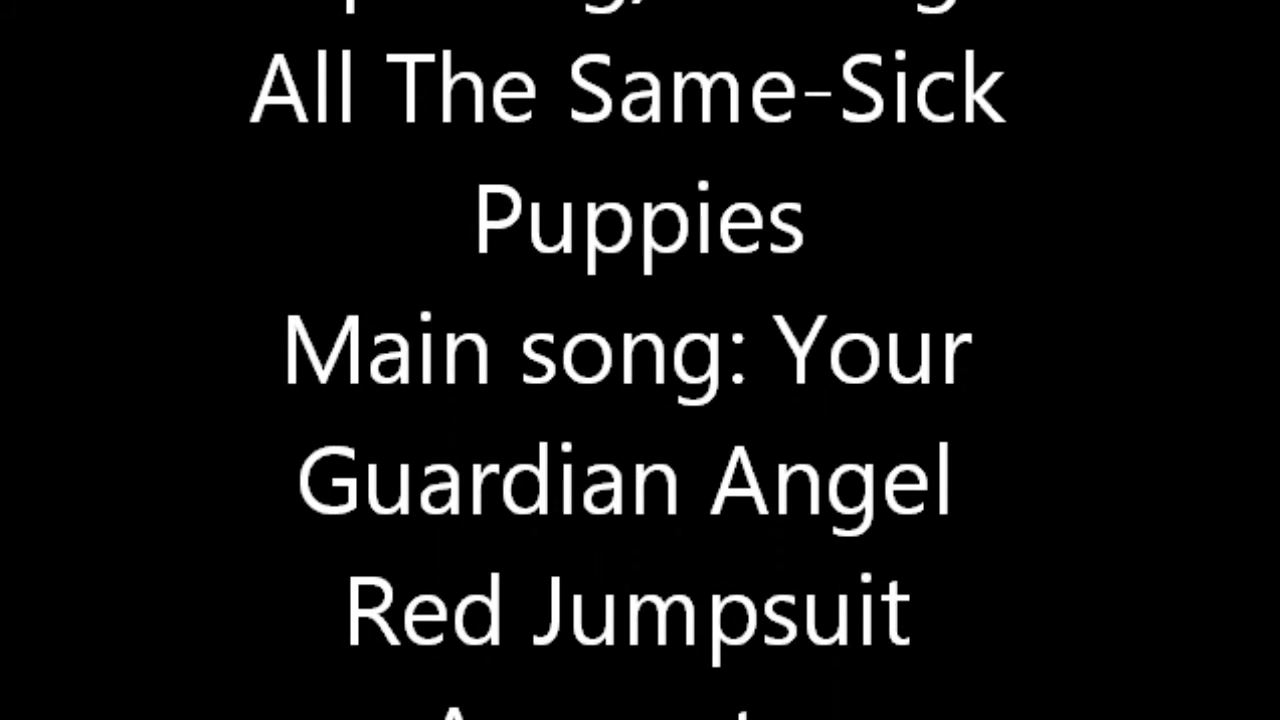 All The Same-Sick
Puppies
Main song: Your
Guardian Angel
Red Jumpsuit